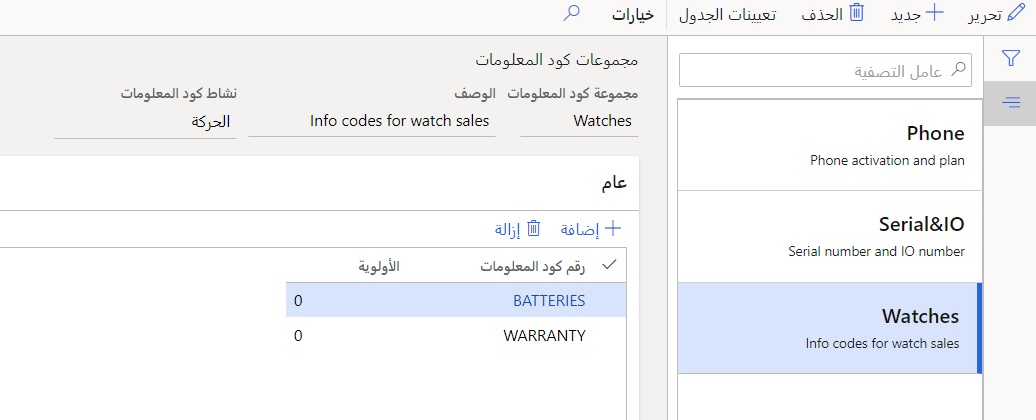 تحرير
جديد
الحذف
تعيينات الجدول
خيارات
عامل التصفية
Phone
Phone activation and plan
Serial&IO
Serial number and IO number
Watches
Info codes for watch sales
مجموعات كود المعلومات
مجموعة كود المعلومات الوصف نشاط كود المعلومات
Watches Info codes for watch sales الحركة
عام
إضافة إزالة
رقم كود المعلومات الأولوية
BATTERIES 0
WARRANTY 0